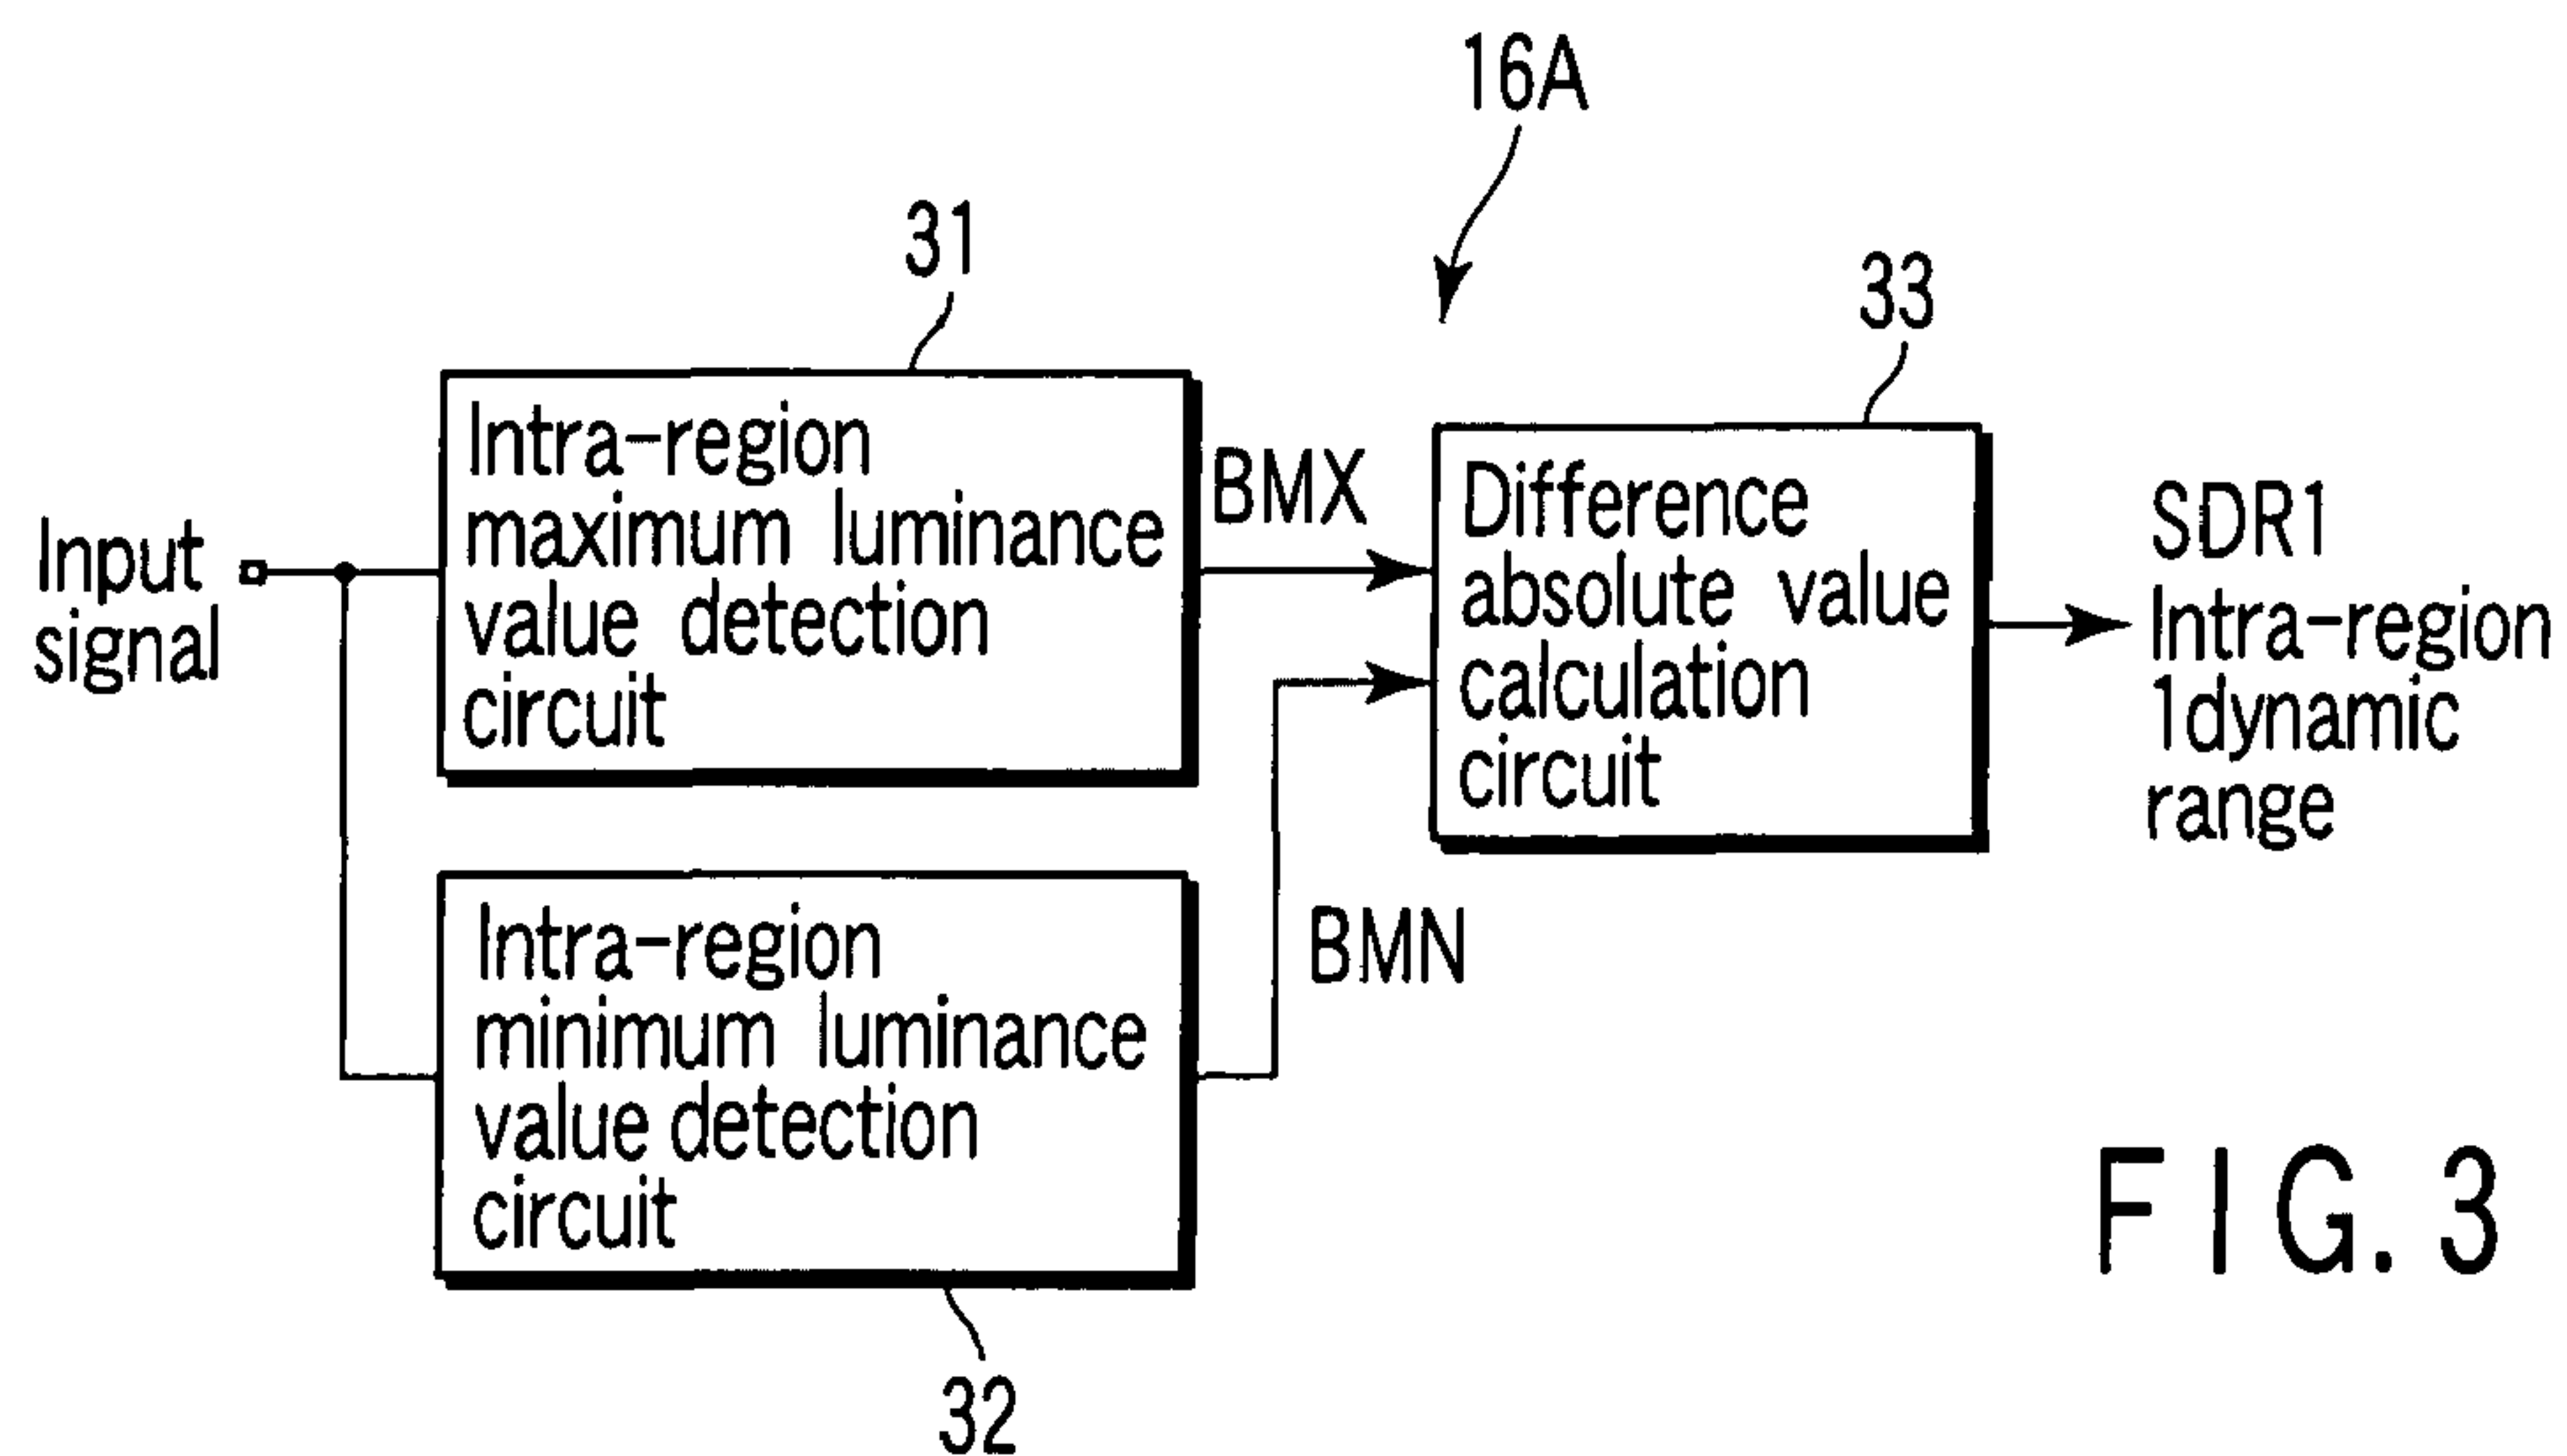 16A
31
33
Input
signal
Intra-region
maximum luminance
value detection
circuit
BMX
Difference
absolute value
calculation
circuit
SDR1
Intra-region
1dynamic
range
Intra-region
minimum luminance
value detection
circuit
BMN
32
FIG. 3